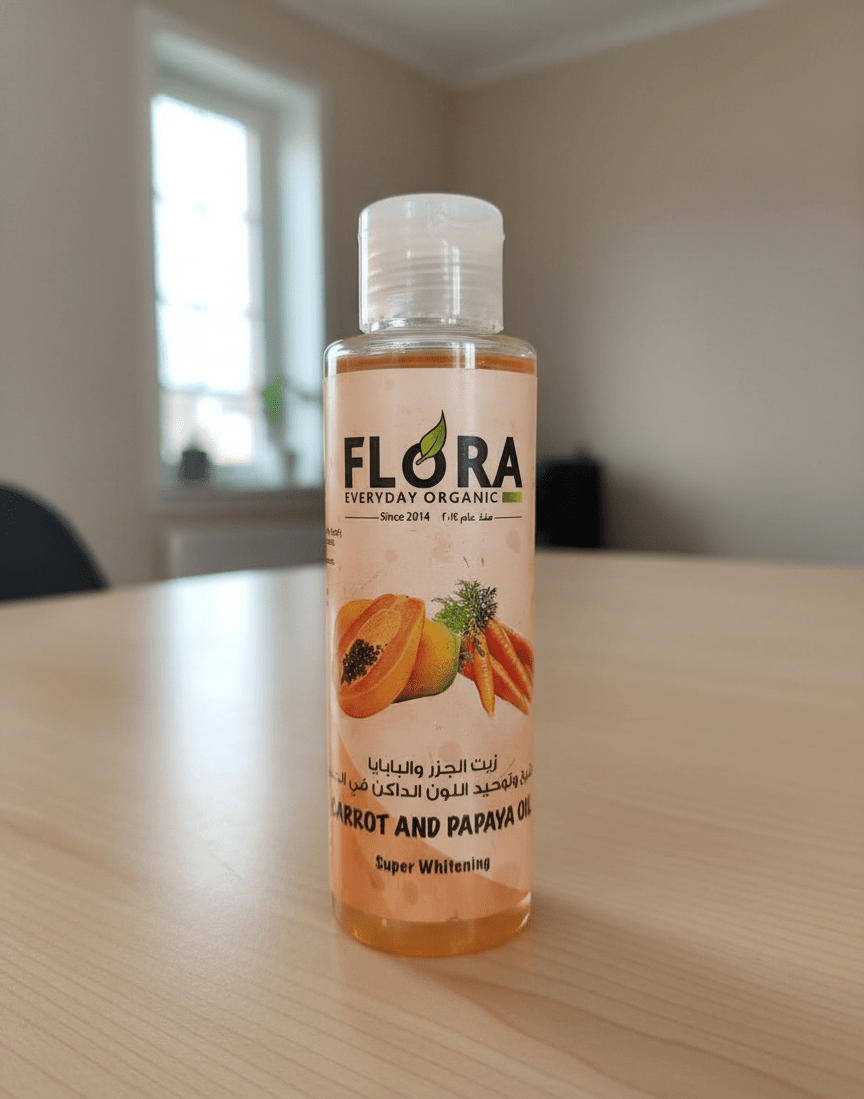 FLORA
EVERYDAY ORGANIC
Since 2014 منذ عام ٢٠١٤
زيت الجزر والبابايا
وتوحيد اللون الداكن في
CARROT AND PAPAYA OIL
Super Whitening